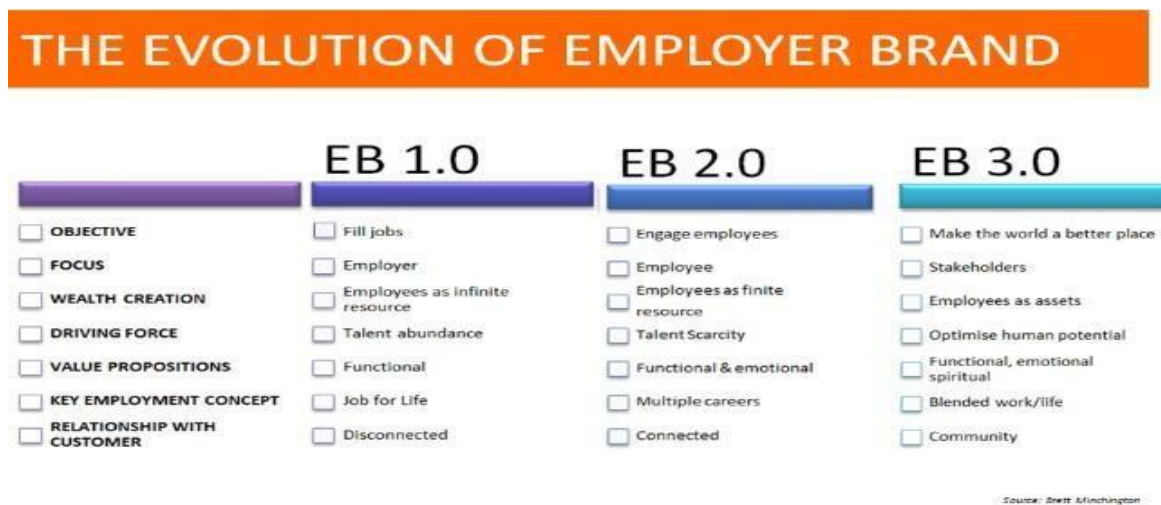 THE EVOLUTION OF EMPLOYER BRAND
EB 1.0
EB 2.0
EB 3.0
OBJECTIVE
Fill jobs
Engage employees
Make the world a better place
FOCUS
Employer
Employee
Stakeholders
WEALTH CREATION
Employees as infinite
resource
Employees as finite
resource
Employees as assets
DRIVING FORCE
Talent abundance
Talent Scarcity
Optimise human potential
VALUE PROPOSITIONS
Functional
Functional & emotional
Functional, emotional
spiritual
KEY EMPLOYMENT CONCEPT
Job for Life
Multiple careers
Blended work/life
RELATIONSHIP WITH
CUSTOMER
Disconnected
Connected
Community
Source: Brett Minchington